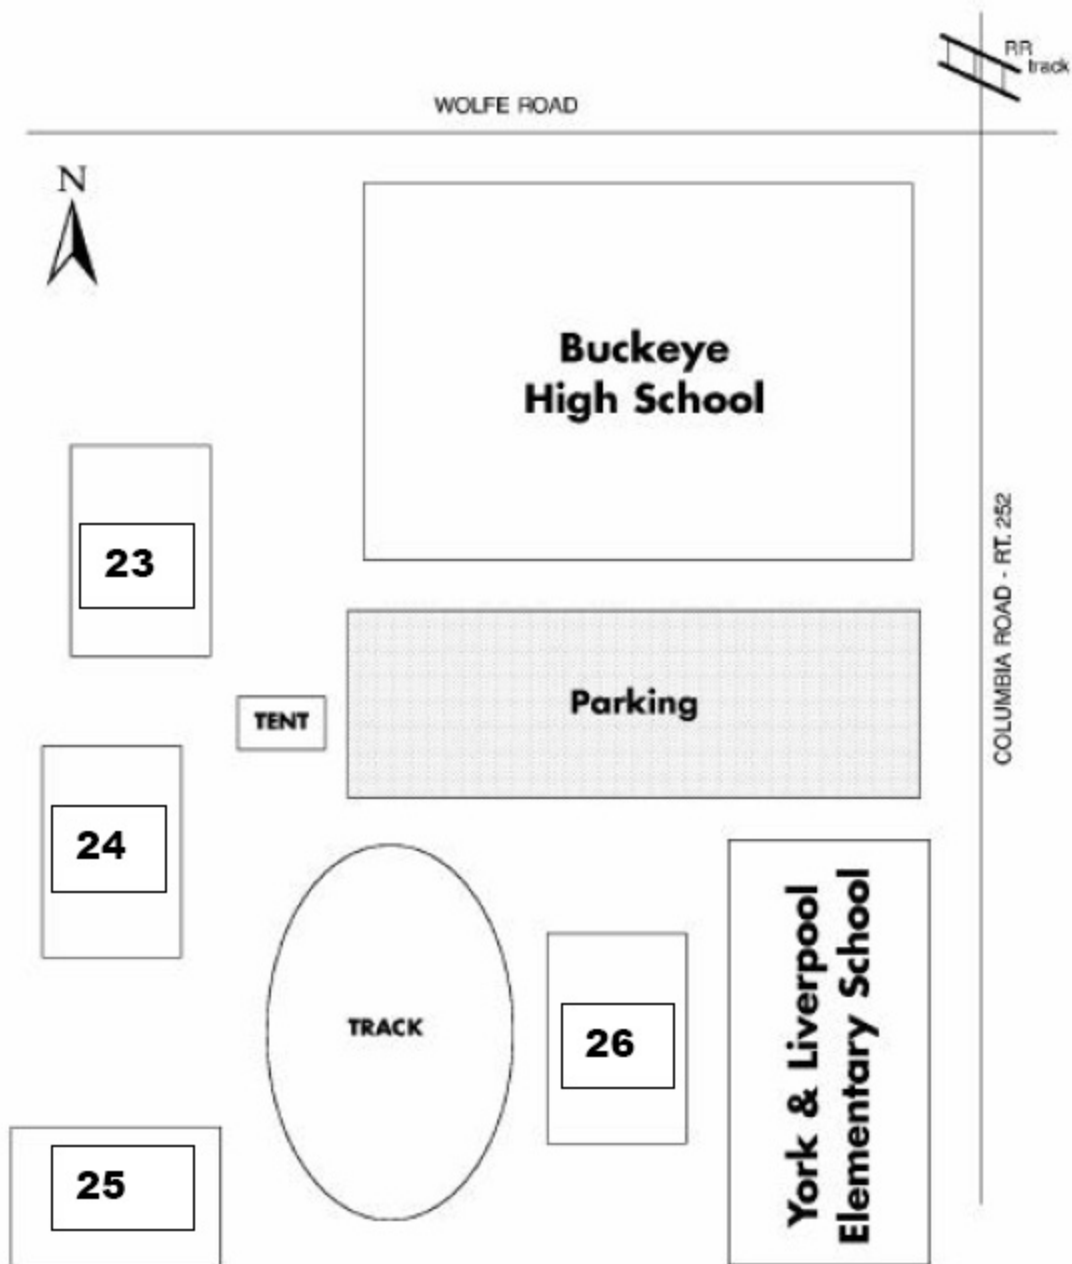 RR
track
WOLFE ROAD
N
Buckeye
High School
23
COLUMBIA ROAD - RT. 252
Parking
TENT
24
York & Liverpool
Elementary School
TRACK
26
25